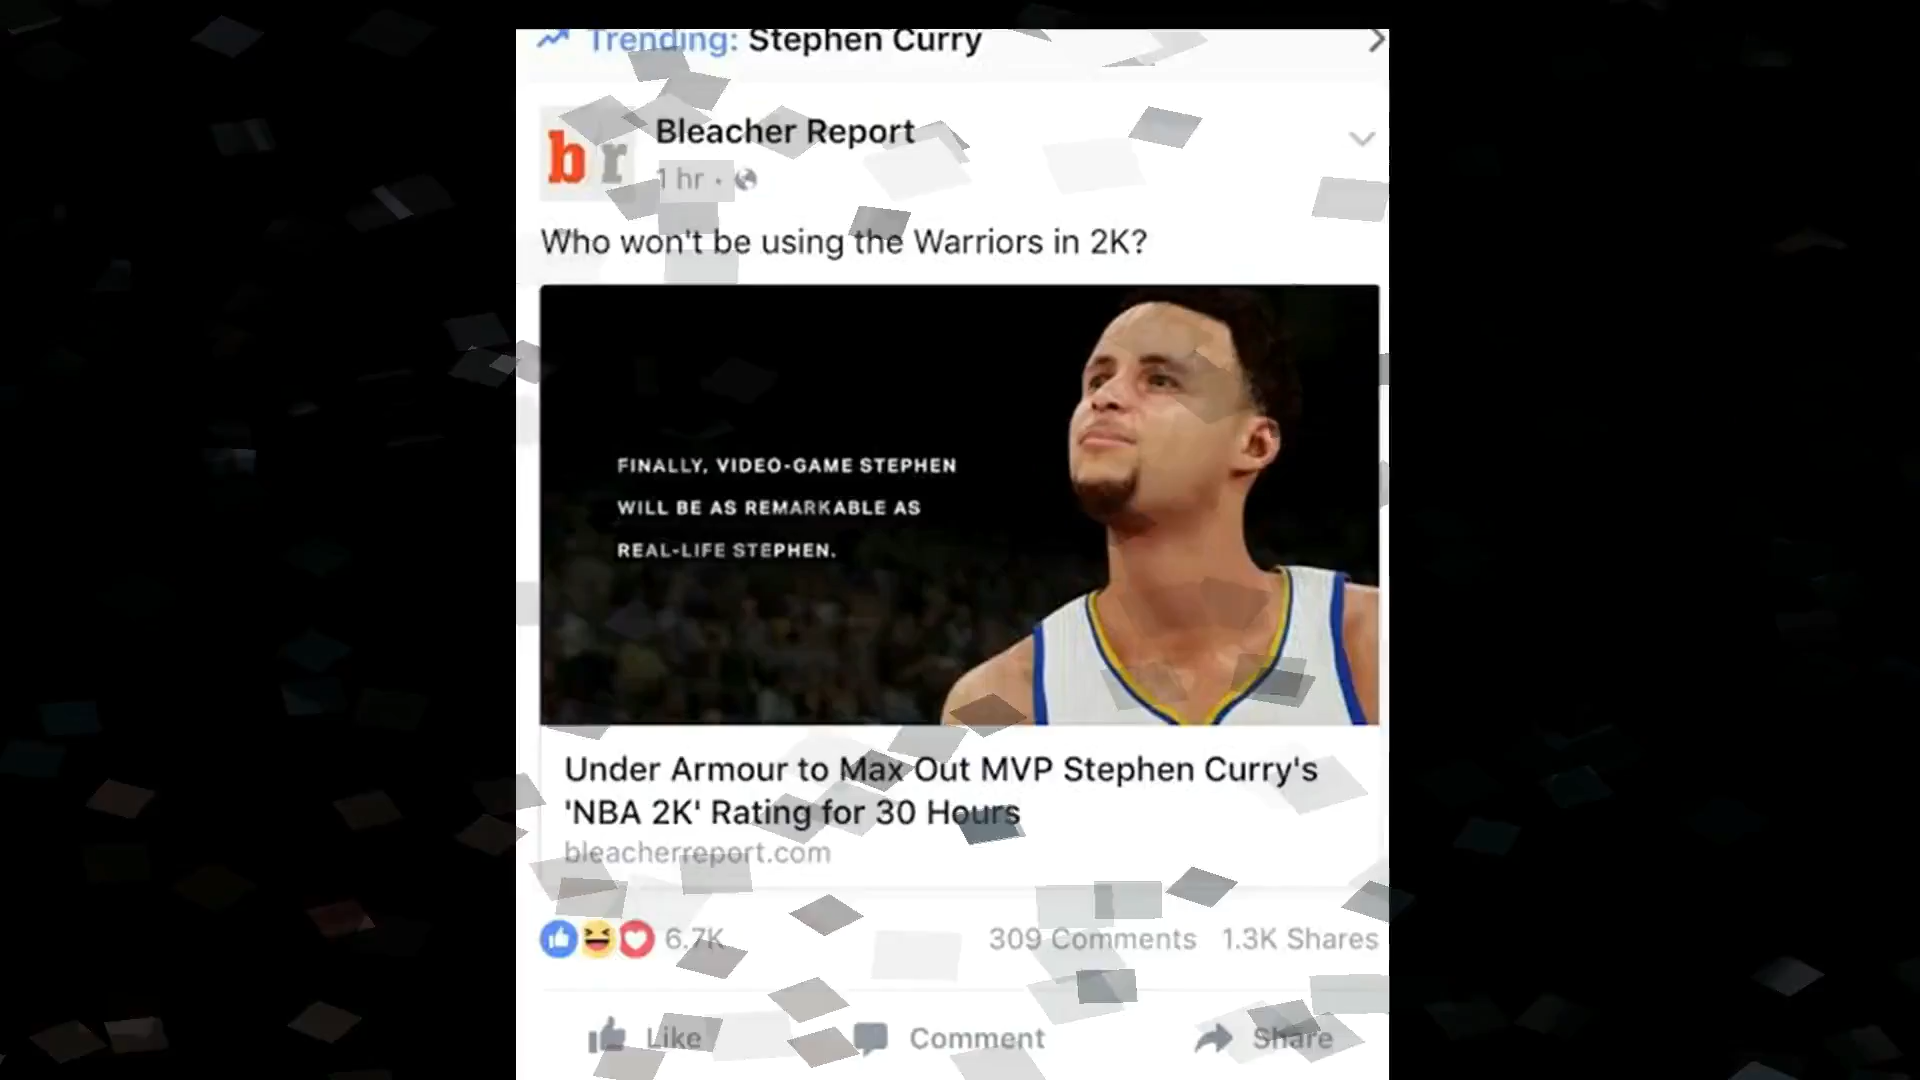 Trending: Stephen Curry
br
Bleacher Report
1 hr ·
Who won't be using the Warriors in 2K?
FINALLY, VIDEO-GAME STEPHEN
WILL BE AS REMARKABLE AS
REAL-LIFE STEPHEN.
Under Armour to Max Out MVP Stephen Curry's
'NBA 2K' Rating for 30 Hours
bleacherreport.com
6.7K 309 Comments 1.3K Shares
Like Comment Share